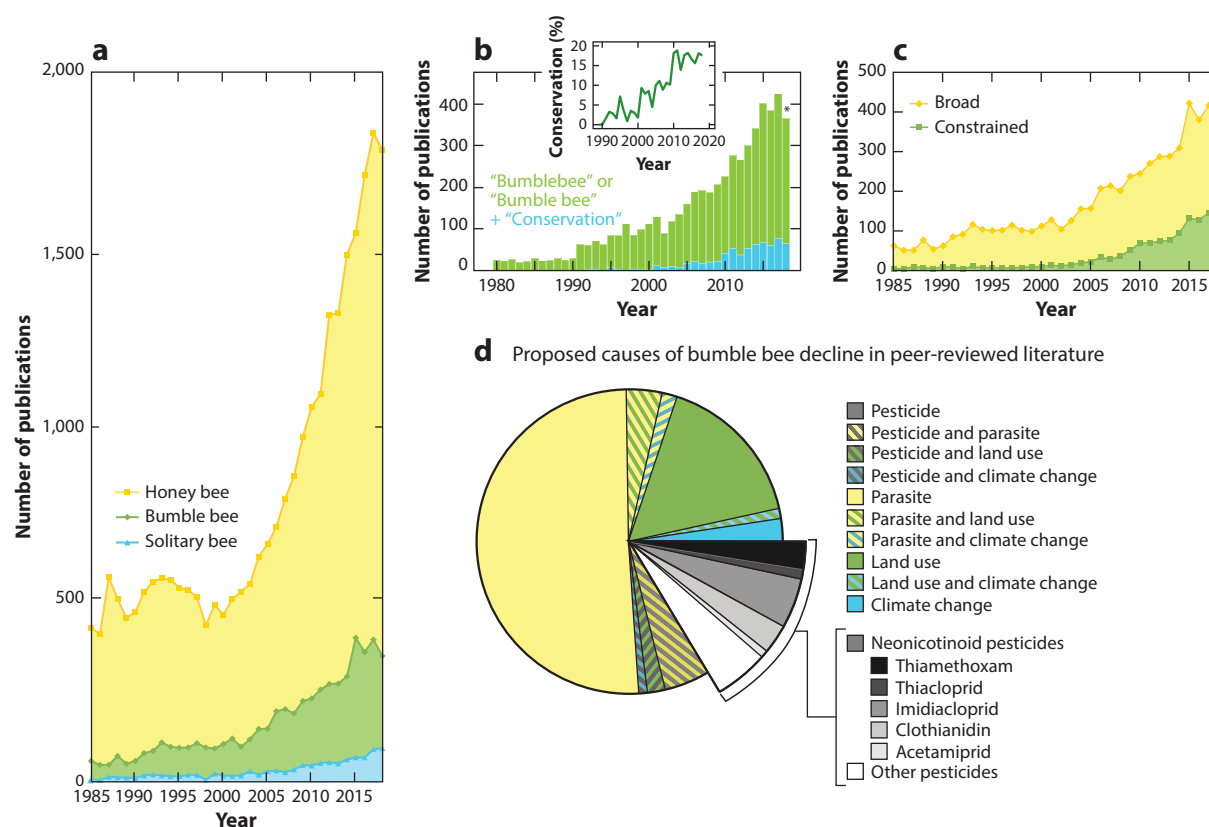 a
2,000
1,500
1,000
500
0
Number of publications
Honey bee
Bumble bee
Solitary bee
1985 1990 1995 2000 2005 2010 2015
Year
b
Conservation (%)
20
15
10
5
0
1990 2000 2010 2020
Year
400
300
200
100
0
Number of publications
*
"Bumblebee" or
"Bumble bee"
+ "Conservation"
1980 1990 2000 2010
Year
c
500
400
300
200
100
0
Number of publications
Broad
Constrained
1985 1990 1995 2000 2005 2010 2015
Year
d Proposed causes of bumble bee decline in peer-reviewed literature
Pesticide
Pesticide and parasite
Pesticide and land use
Pesticide and climate change
Parasite
Parasite and land use
Parasite and climate change
Land use
Land use and climate change
Climate change
Neonicotinoid pesticides
Thiamethoxam
Thiacloprid
Imidiacloprid
Clothianidin
Acetamiprid
Other pesticides